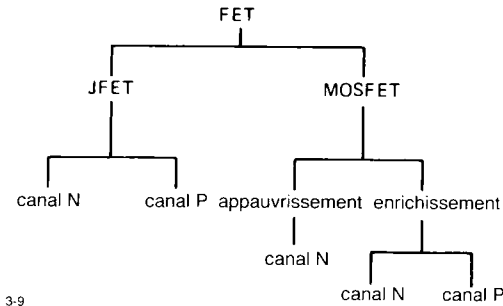 FET
JFET MOSFET
canal N canal P appauvrissement enrichissement
canal N
canal N canal P
3-9